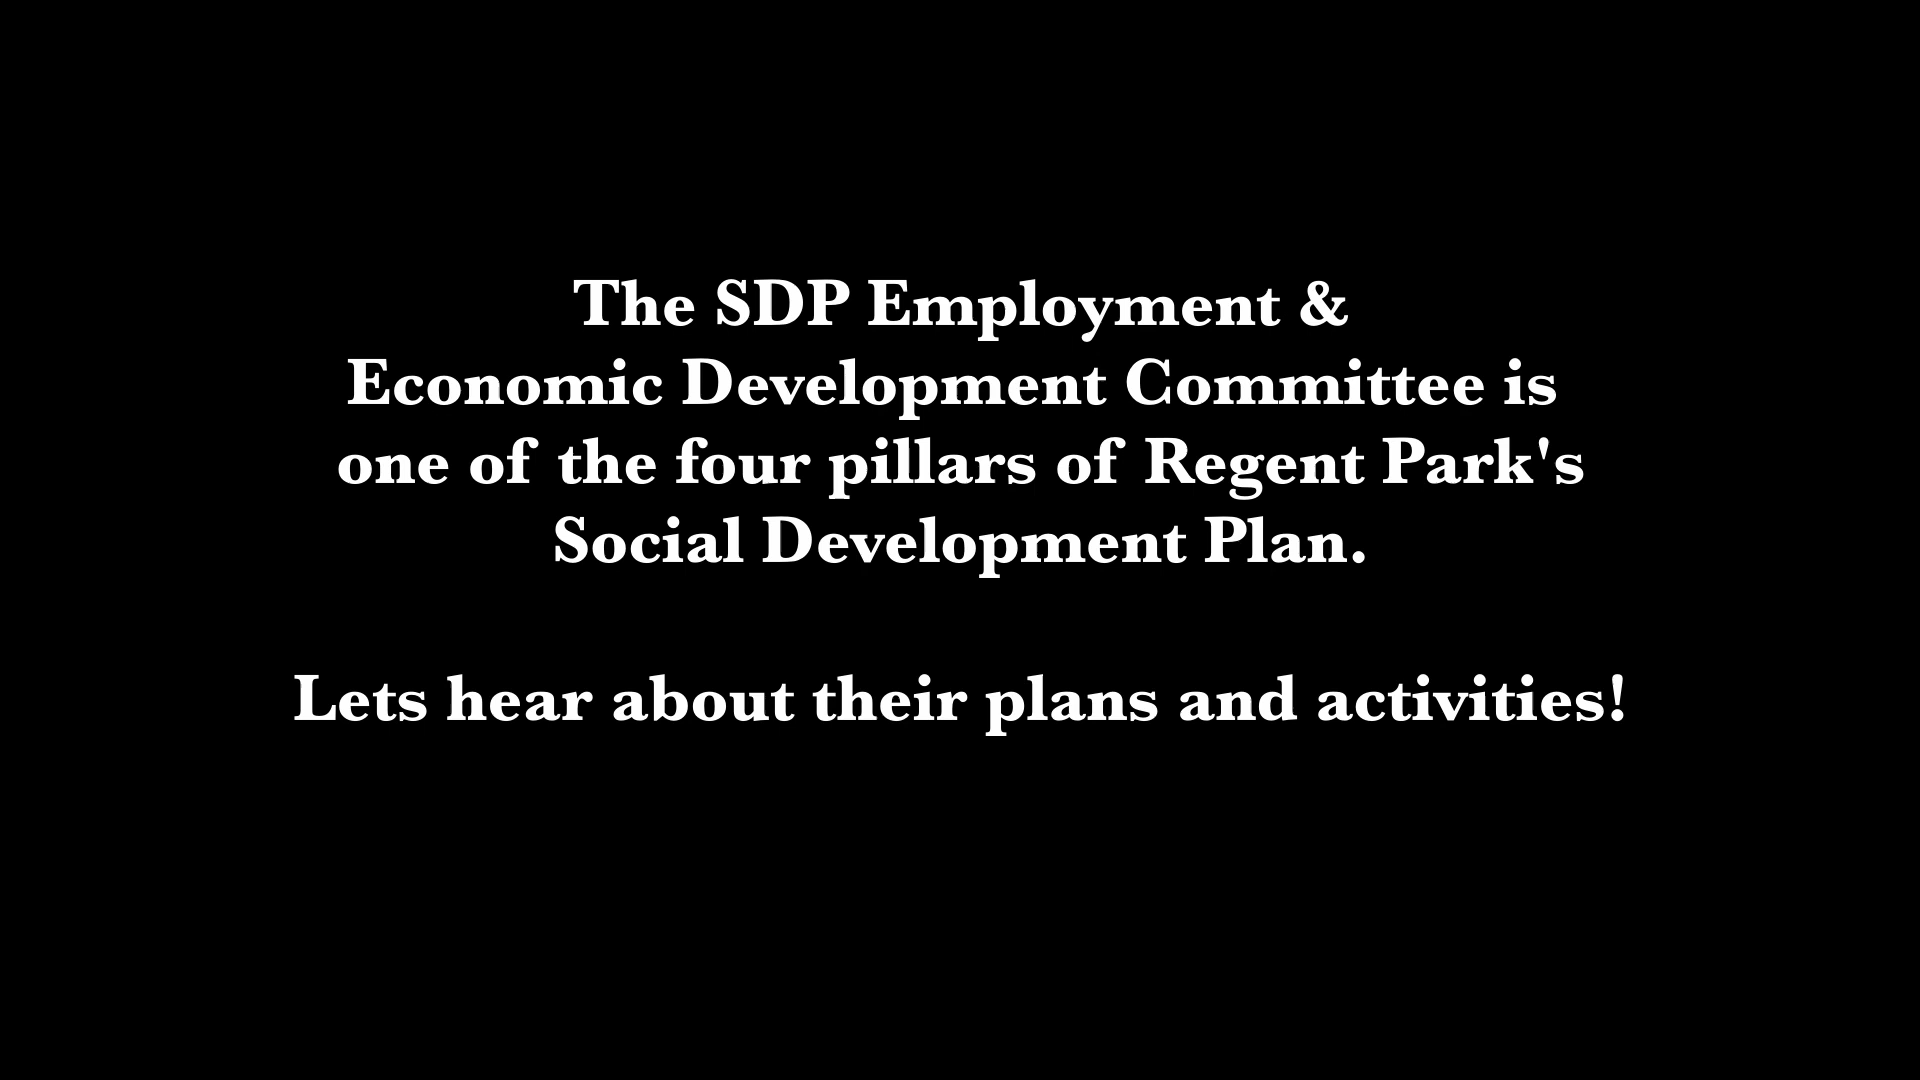 The SDP Employment &
Economic Development Committee is
one of the four pillars of Regent Park's
Social Development Plan.
Lets hear about their plans and activities!